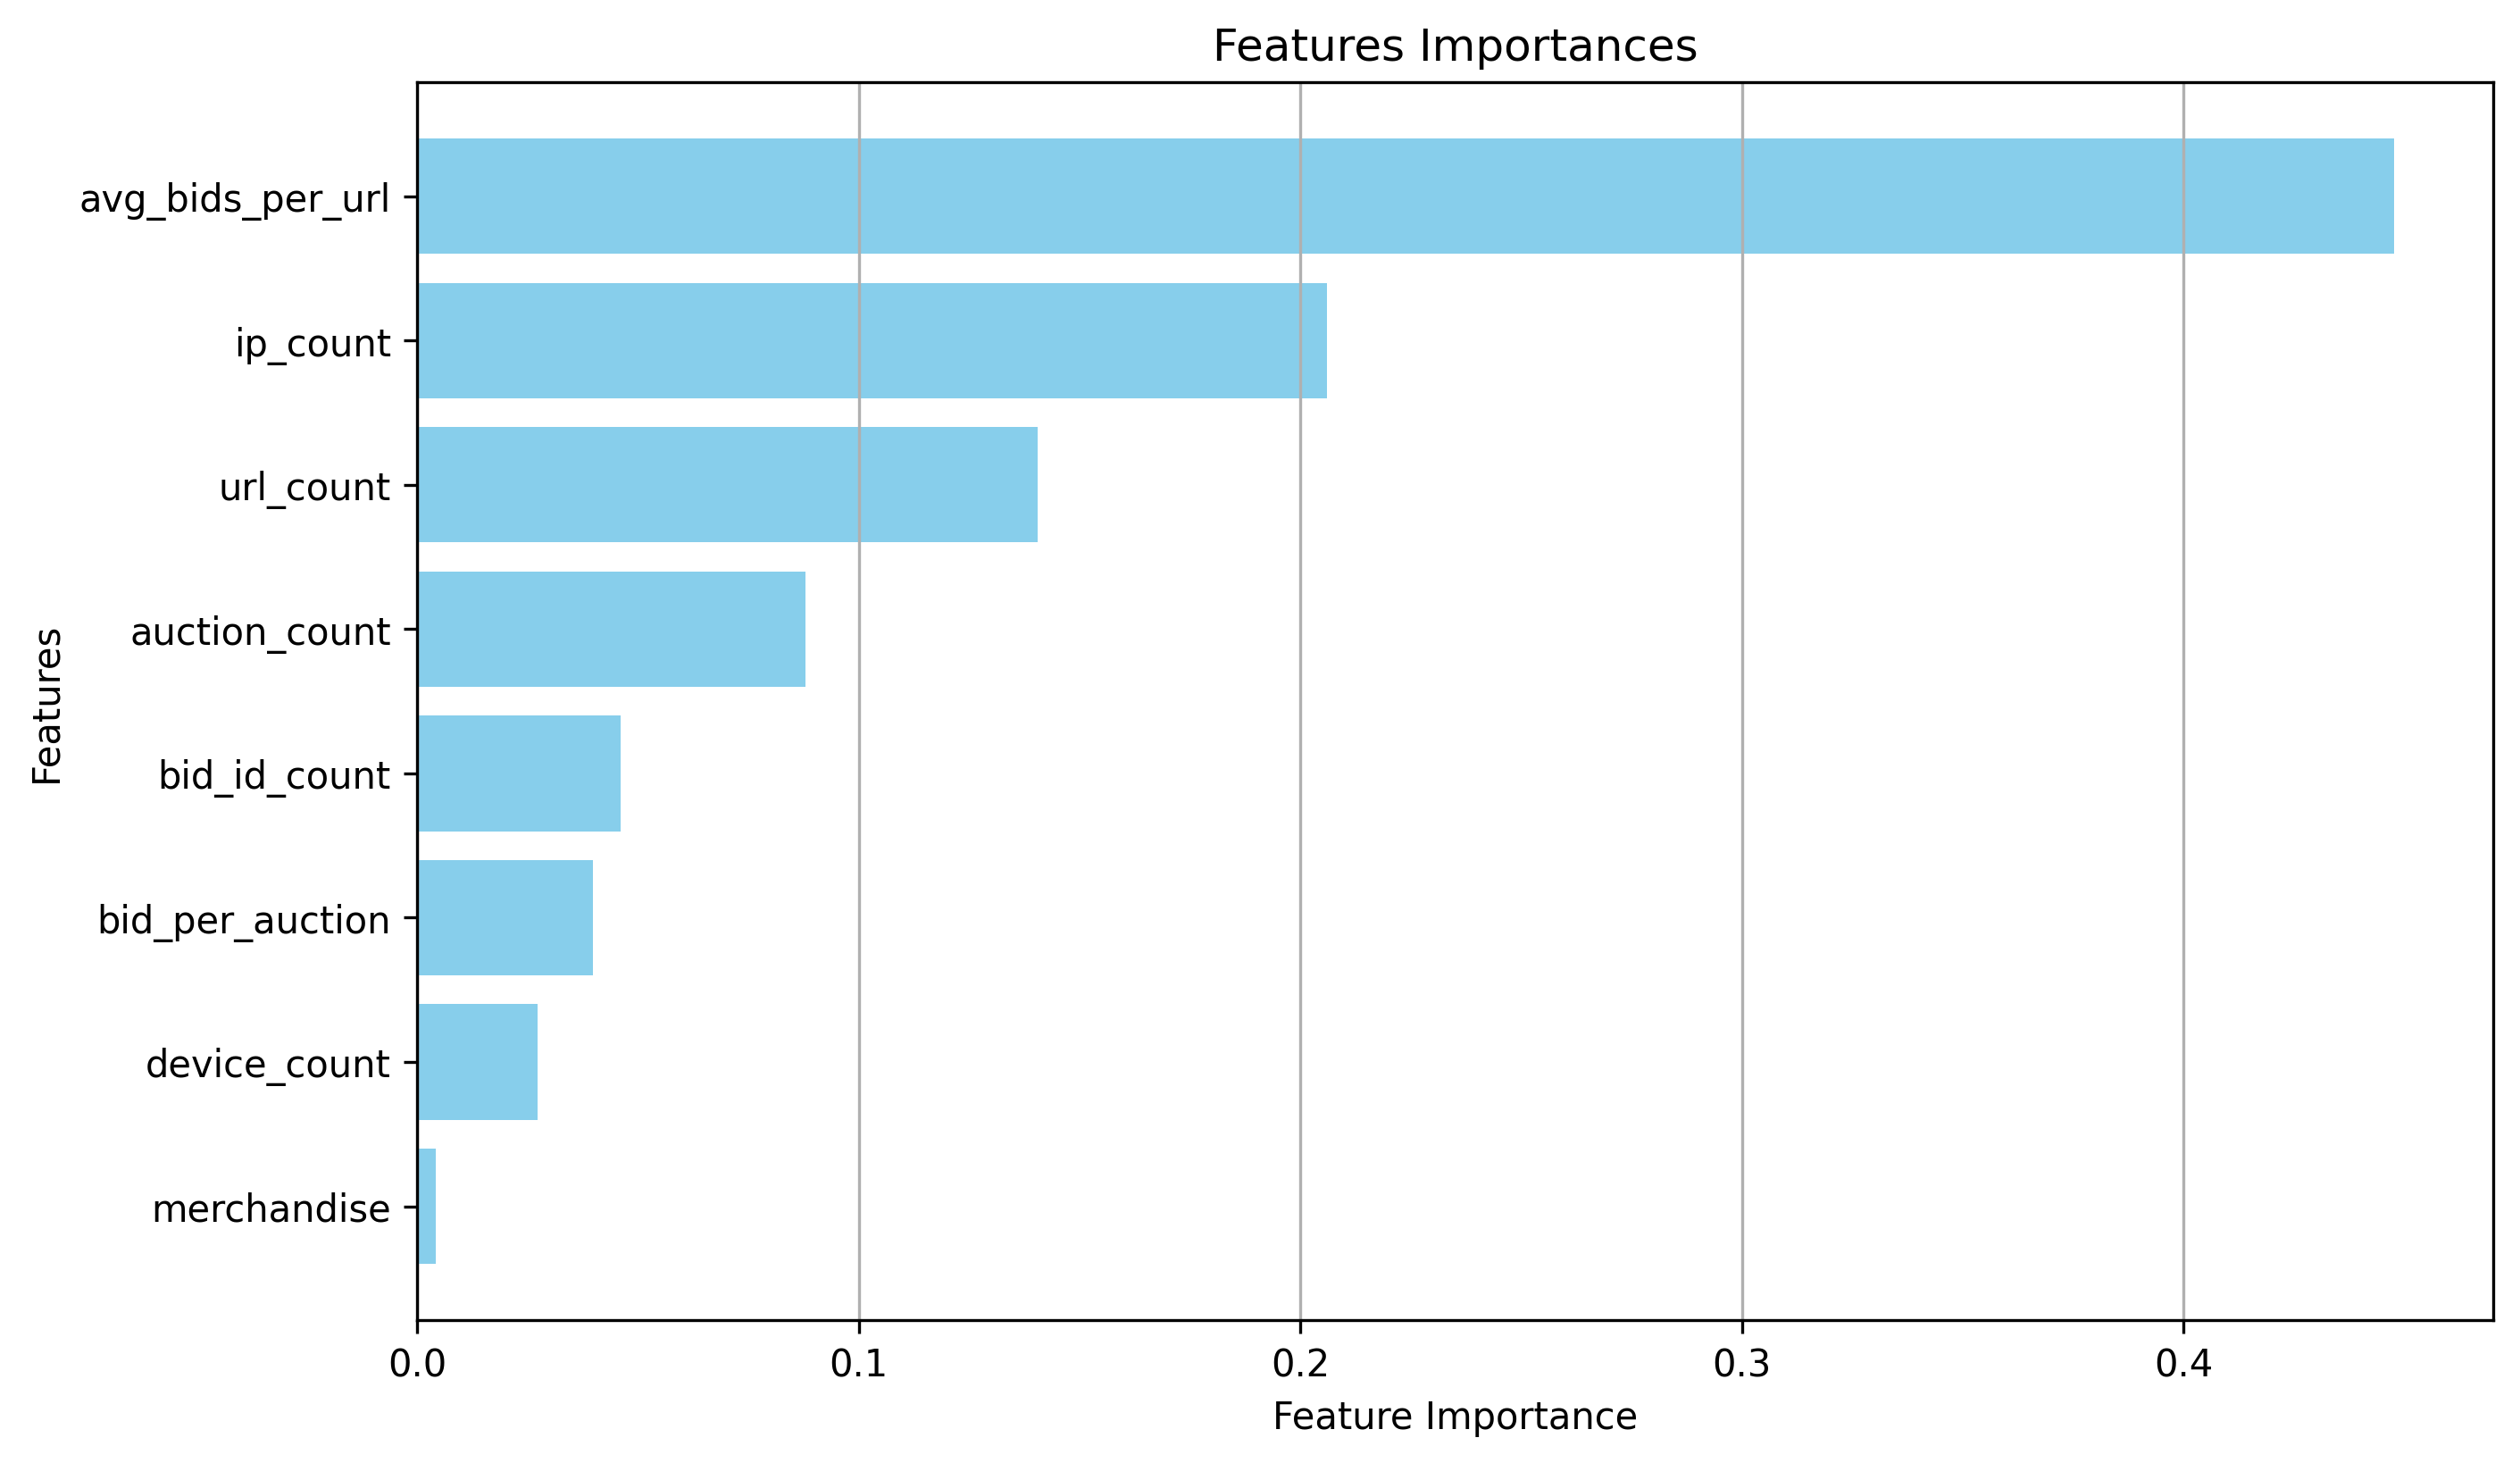 Features Importances
avg_bids_per_url
ip_count
url_count
auction_count
bid_id_count
bid_per_auction
device_count
merchandise
Features
0.0 0.1 0.2 0.3 0.4
Feature Importance